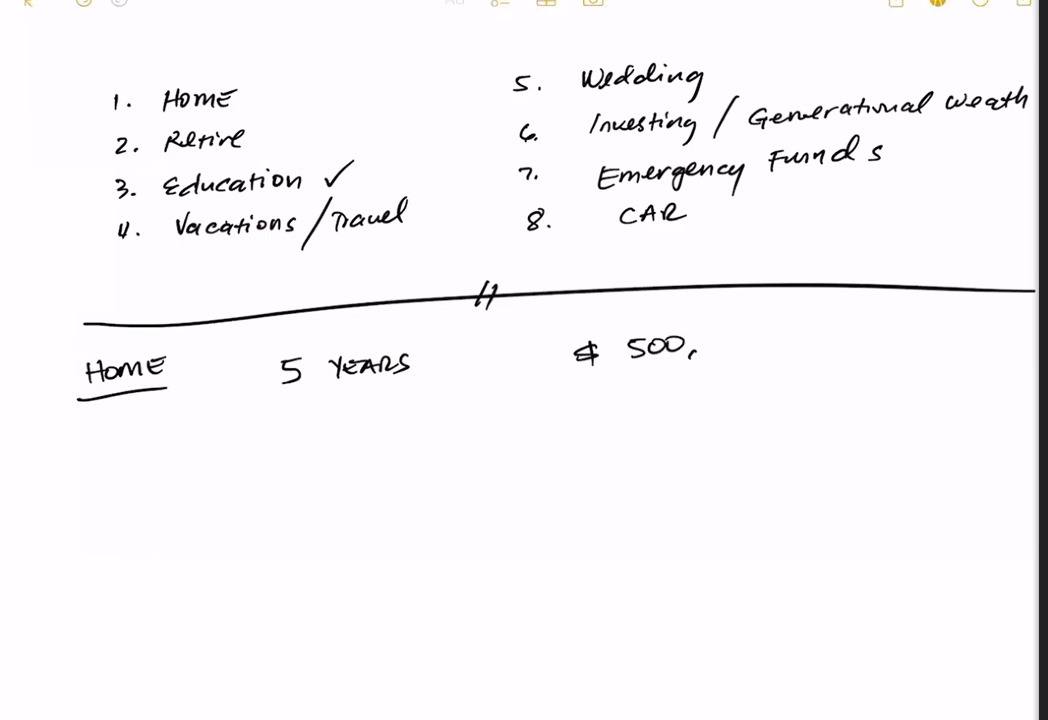 1. HOME
2. Retire
3. Education ✓
4. Vacations / Travel
5. Wedding
6. Investing / Generational Weath
7. Emergency Funds
8. CAR
HOME 5 YEARS $ 500,